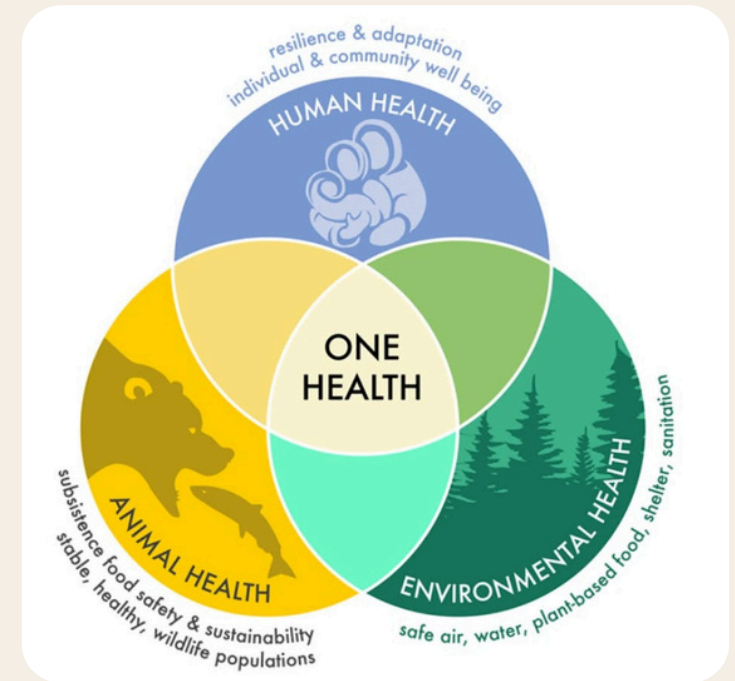 resilience & adaptation
individual & community well being
HUMAN HEALTH
ONE
HEALTH
ANIMAL HEALTH
subsistence food safety & sustainability
stable, healthy, wildlife populations
ENVIRONMENTAL HEALTH
safe air, water, plant-based food, shelter, sanitation